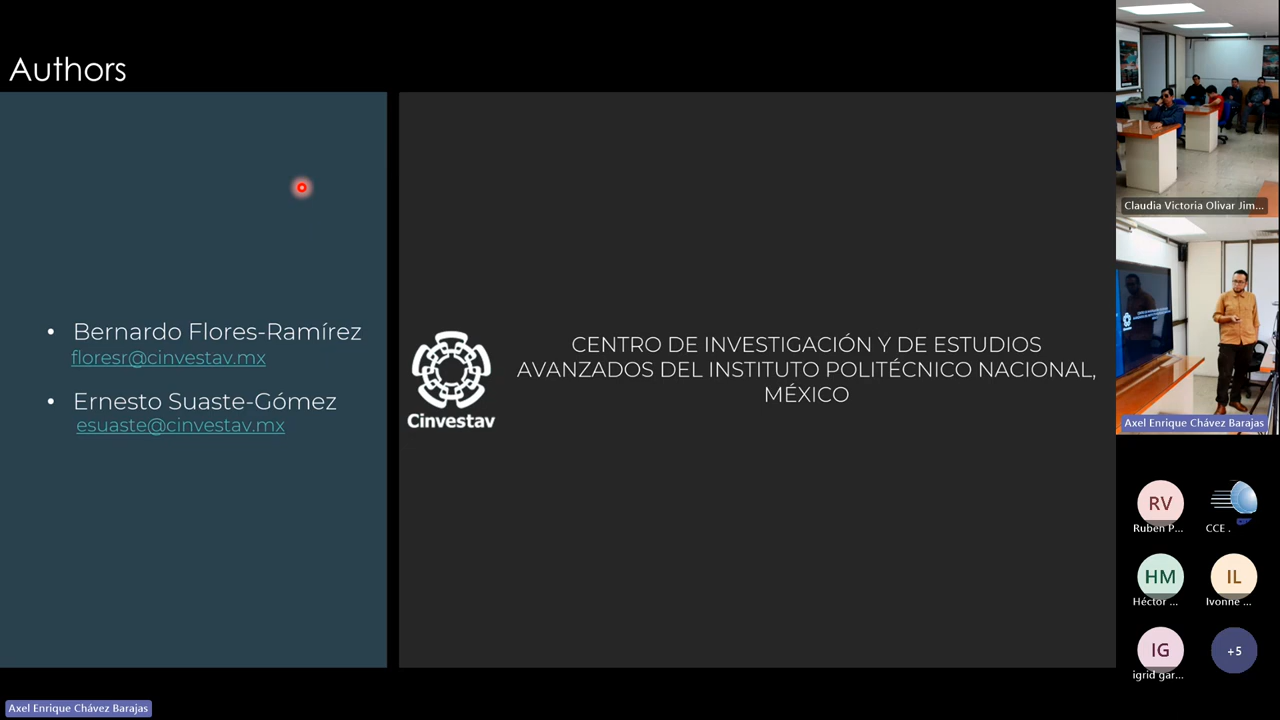 Authors
• Bernardo Flores-Ramírez
floresr@cinvestav.mx
• Ernesto Suaste-Gómez
esuaste@cinvestav.mx
Cinvestav
CENTRO DE INVESTIGACIÓN Y DE ESTUDIOS
AVANZADOS DEL INSTITUTO POLITÉCNICO NACIONAL,
MÉXICO
Claudia Victoria Olivar Jim...
Axel Enrique Chávez Barajas
RV
Ruben P...
CCE .
HM
Héctor ...
IL
Ivonne ...
IG
igrid gar...
+5
Axel Enrique Chávez Barajas